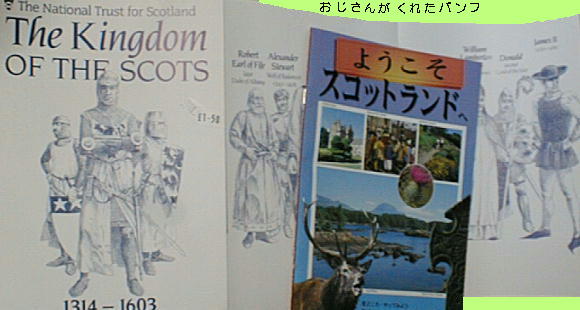 おじさんが くれたパンフ
The National Trust for Scotland
The Kingdom
OF THE SCOTS
£1-50
1314 – 1603
Robert
Earl of Fife
Alexander
Stewart
ようこそ
スコットランドへ
William
Donald
James II